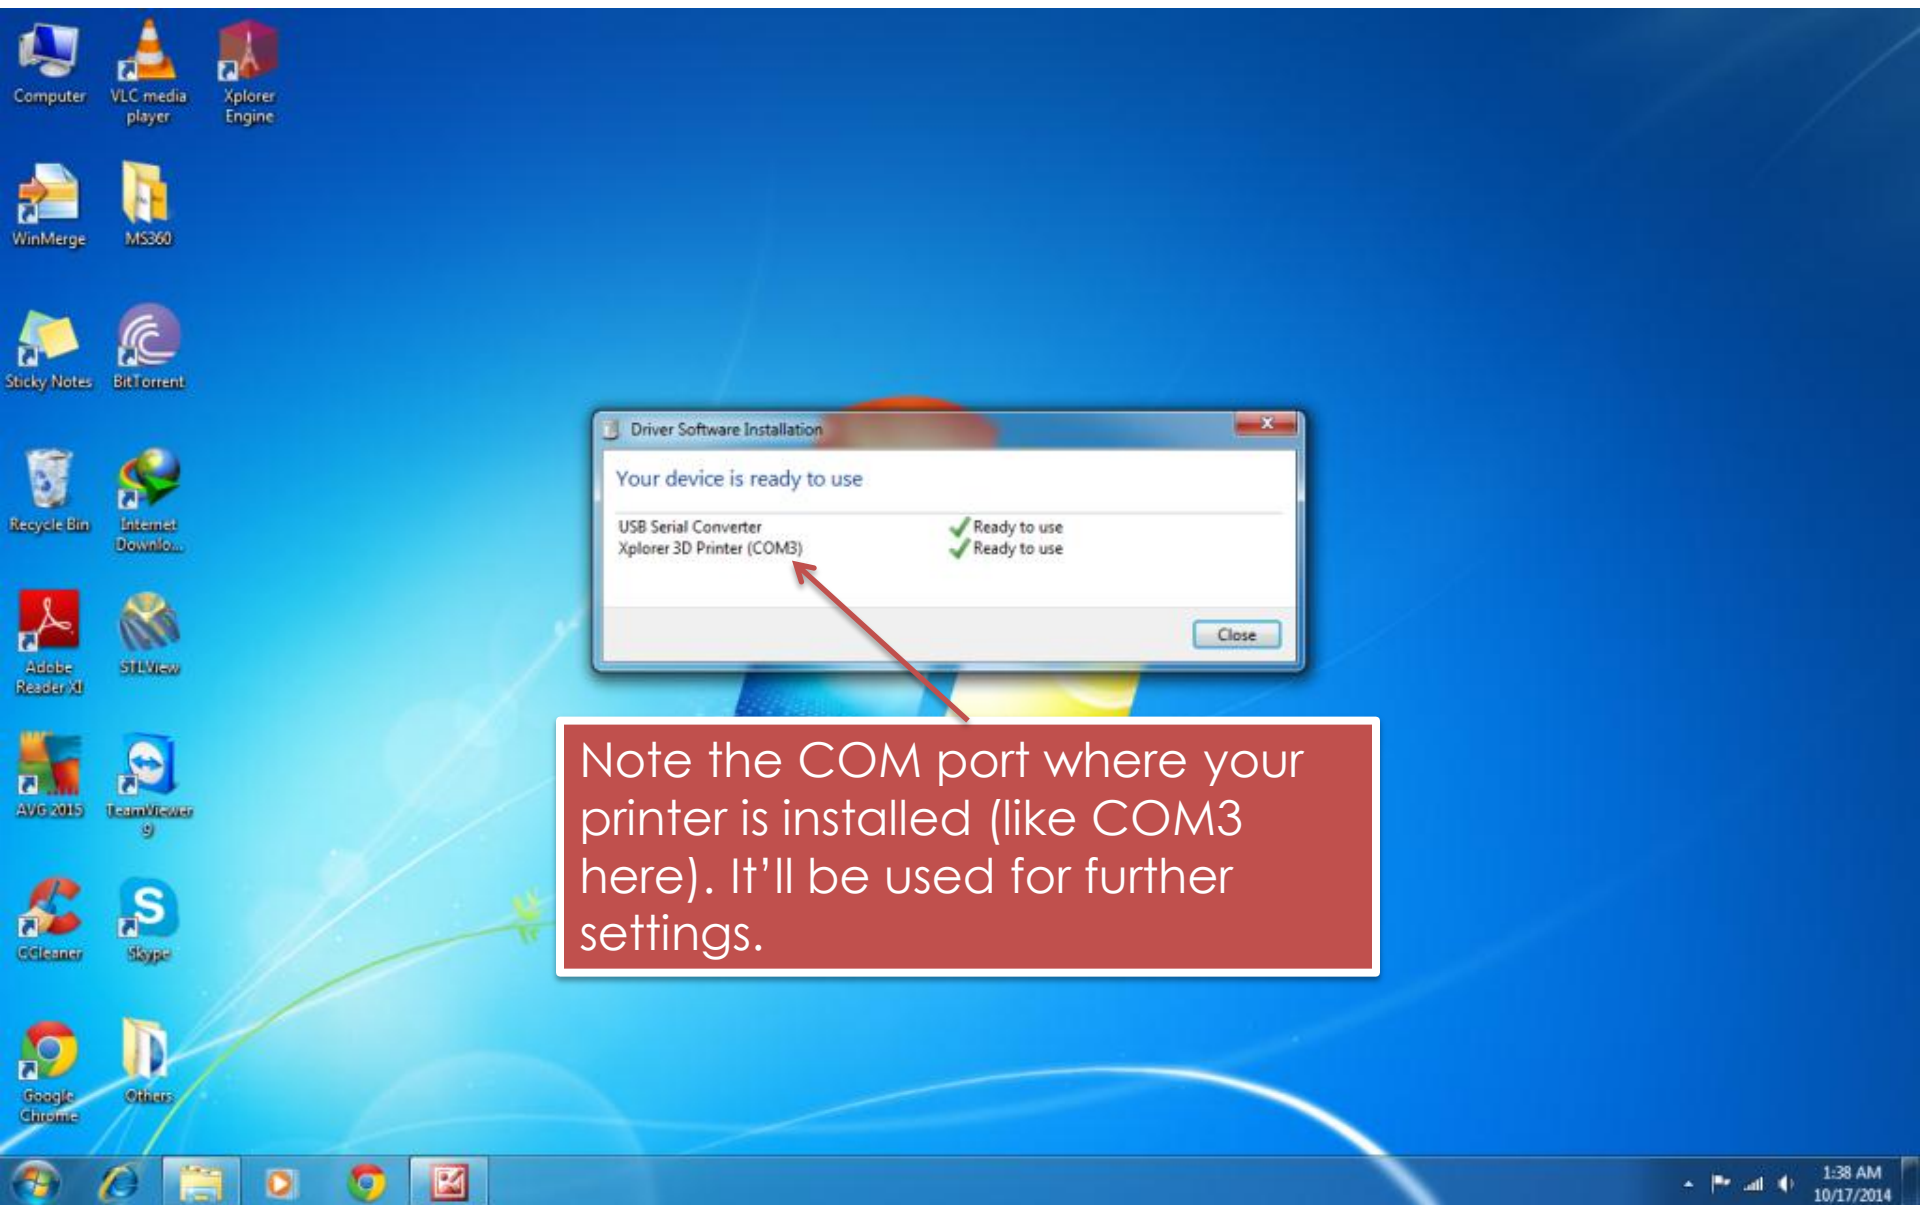 Computer
VLC media
player
Xplorer
Engine
WinMerge
MS360
Sticky Notes
BitTorrent
Recycle Bin
Internet
Downlo...
Adobe
Reader XI
STLView
AVG 2015
TeamViewer
9
CCleaner
Skype
Google
Chrome
Others
Driver Software Installation
Your device is ready to use
USB Serial Converter Ready to use
Xplorer 3D Printer (COM3) Ready to use
Close
Note the COM port where your
printer is installed (like COM3
here). It’ll be used for further
settings.
1:38 AM
10/17/2014